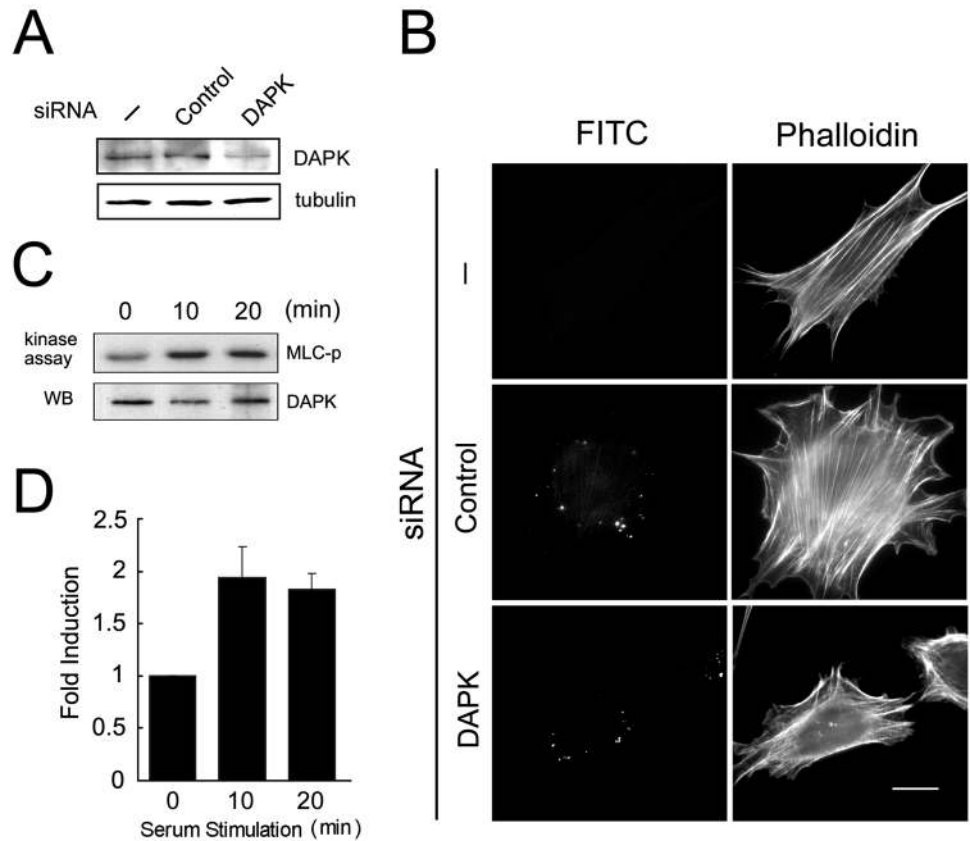 A
siRNA – Control DAPK
DAPK
tubulin
B
FITC Phalloidin
siRNA
–
Control
DAPK
C
0 10 20 (min)
kinase
assay
MLC-p
WB
DAPK
D
Fold Induction
2.5
2
1.5
1
0.5
0
0 10 20
Serum Stimulation (min)